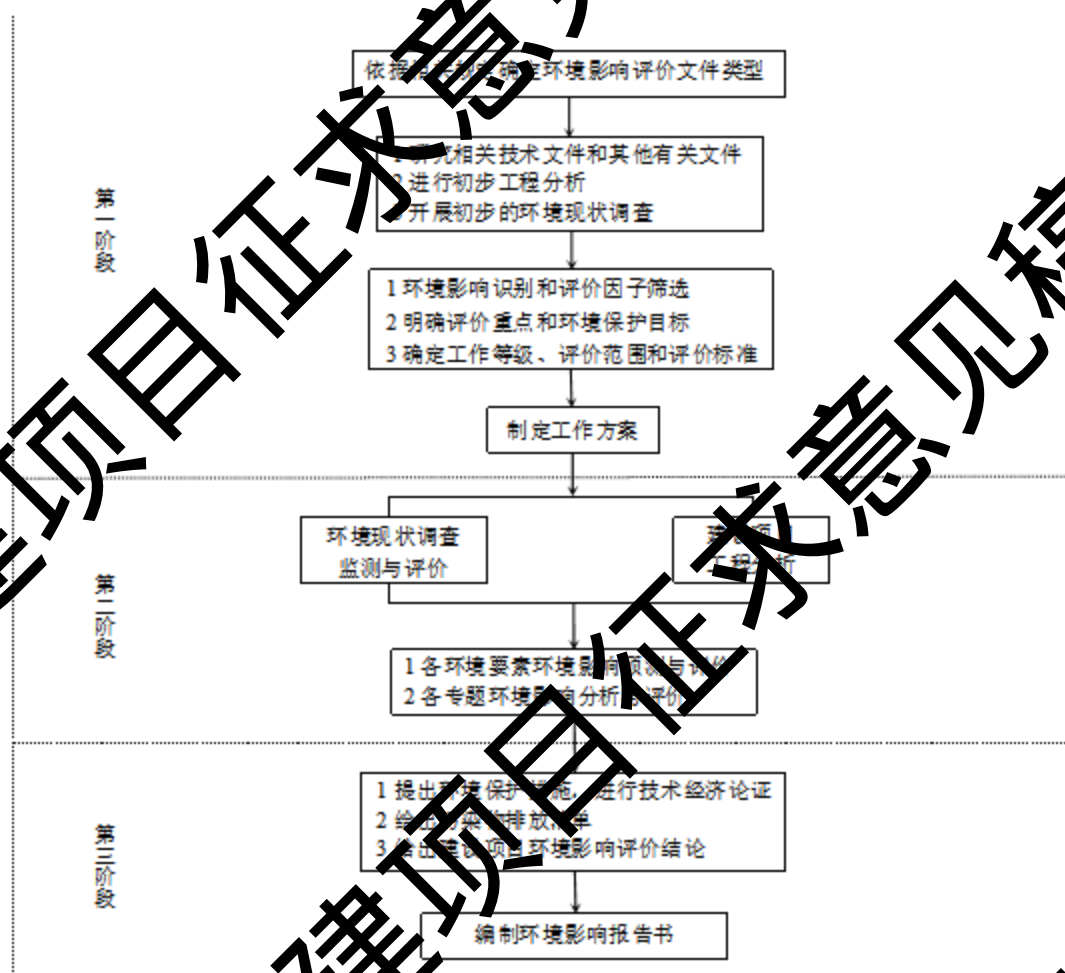 依据相关规定确定环境影响评价文件类型
1 研究相关技术文件和其他有关文件
2 进行初步工程分析
3 开展初步的环境现状调查
第一阶段
1 环境影响识别和评价因子筛选
2 明确评价重点和环境保护目标
3 确定工作等级、评价范围和评价标准
制定工作方案
环境现状调查
监测与评价
建设项目
工程分析
第二阶段
1 各环境要素环境影响预测与评价
2 各专题环境影响分析与评价
1 提出环境保护措施，进行技术经济论证
2 给出污染物排放清单
3 给出建设项目环境影响评价结论
第三阶段
编制环境影响报告书
建项目征求意见
建项目征求意见稿